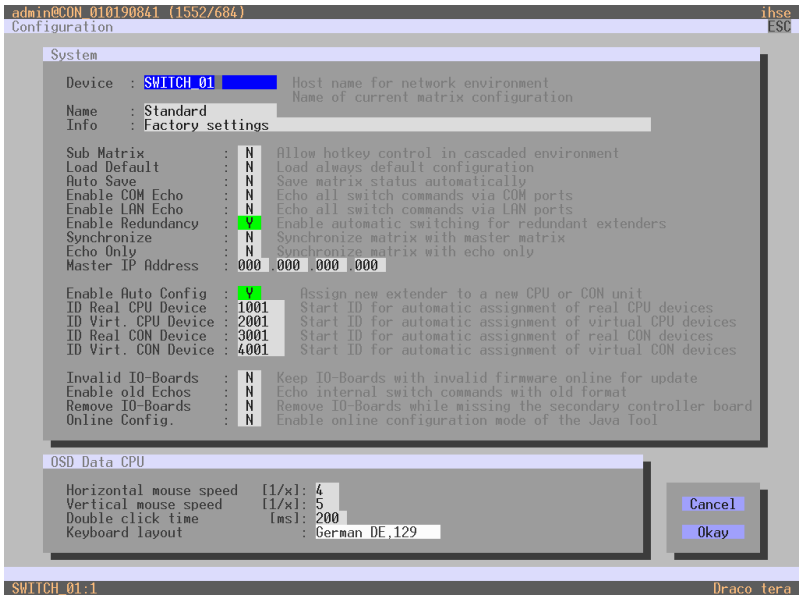 admin@CON_010190841 (1552/684) ihse
Configuration ESC
System
Device : SWITCH_01 Host name for network environment
Name of current matrix configuration
Name : Standard
Info : Factory settings
Sub Matrix : N Allow hotkey control in cascaded environment
Load Default : N Load always default configuration
Auto Save : N Save matrix status automatically
Enable COM Echo : N Echo all switch commands via COM ports
Enable LAN Echo : N Echo all switch commands via LAN ports
Enable Redundancy : Y Enable automatic switching for redundant extenders
Synchronize : N Synchronize matrix with master matrix
Echo Only : N Synchronize matrix with echo only
Master IP Address : 000 .000 .000 .000
Enable Auto Config : Y Assign new extender to a new CPU or CON unit
ID Real CPU Device : 1001 Start ID for automatic assignment of real CPU devices
ID Virt. CPU Device : 2001 Start ID for automatic assignment of virtual CPU devices
ID Real CON Device : 3001 Start ID for automatic assignment of real CON devices
ID Virt. CON Device : 4001 Start ID for automatic assignment of virtual CON devices
Invalid IO-Boards : N Keep IO-Boards with invalid firmware online for update
Enable old Echos : N Echo internal switch commands with old format
Remove IO-Boards : N Remove IO-Boards while missing the secondary controller board
Online Config. : N Enable online configuration mode of the Java Tool
OSD Data CPU
Horizontal mouse speed [1/x]: 4
Vertical mouse speed [1/x]: 5
Double click time [ms]: 200
Keyboard layout : German DE,129
Cancel
Okay
SWITCH_01:1 Draco tera